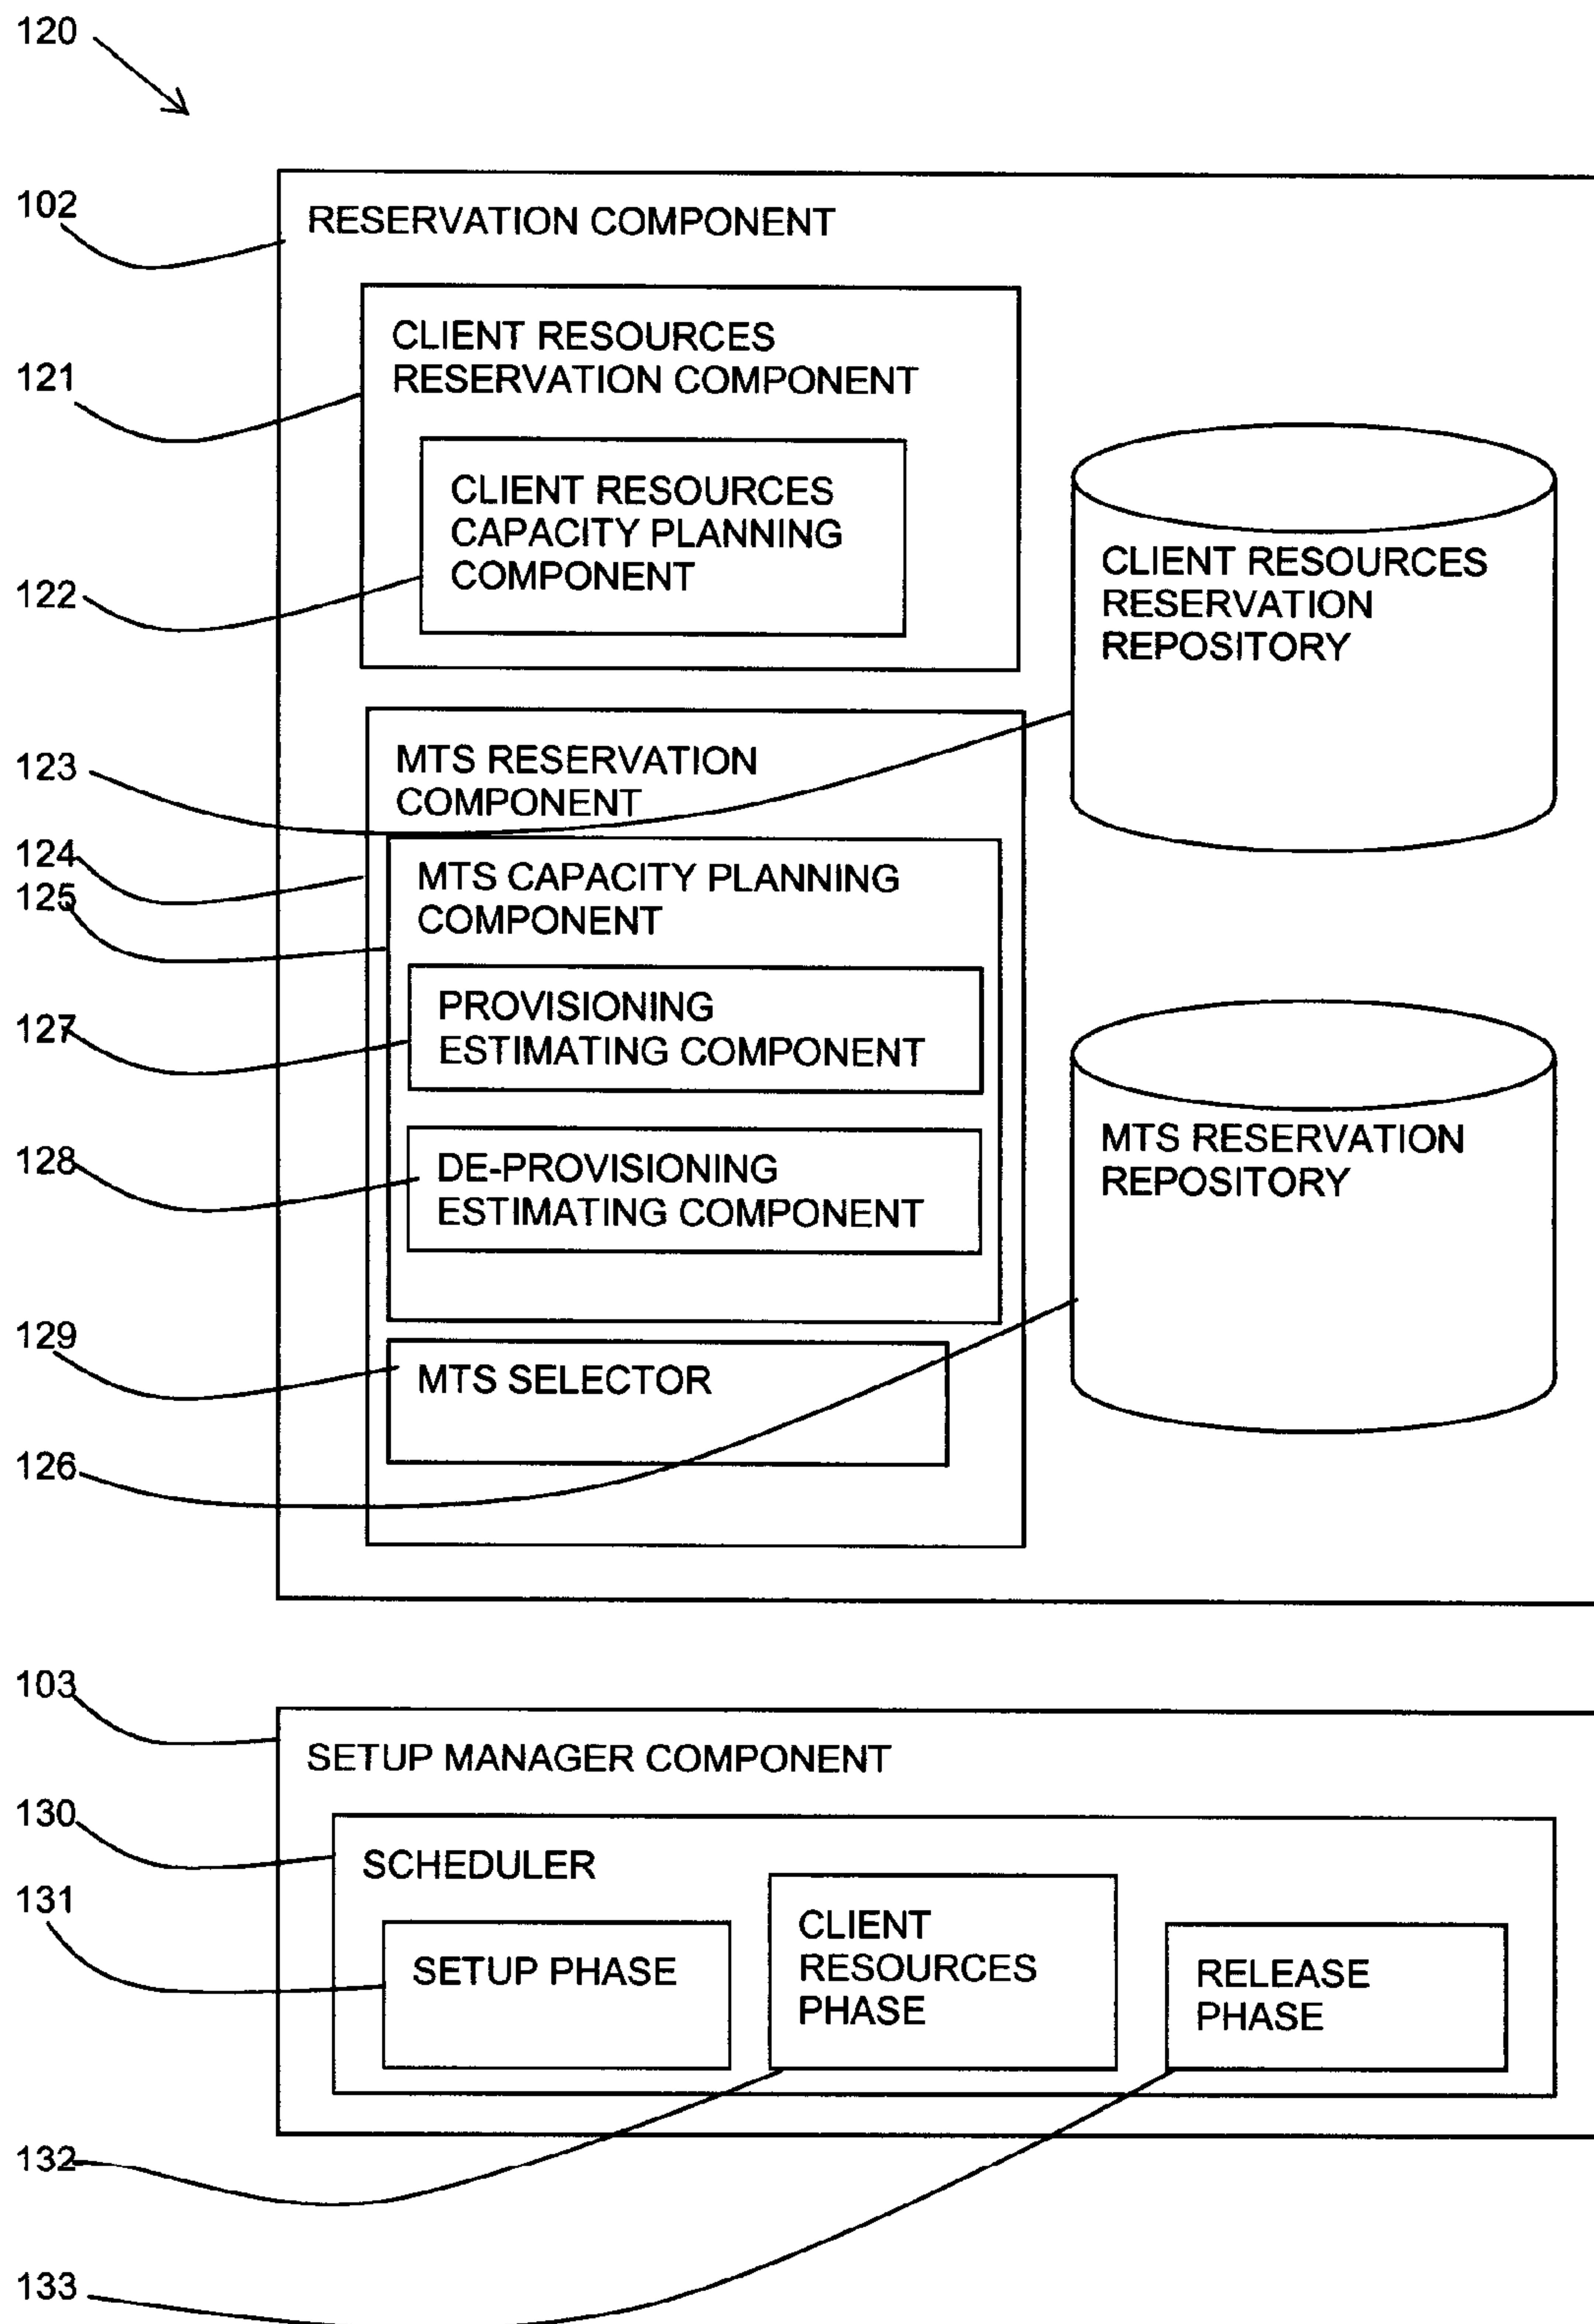 120
102
RESERVATION COMPONENT
121
CLIENT RESOURCES
RESERVATION COMPONENT
122
CLIENT RESOURCES
CAPACITY PLANNING
COMPONENT
CLIENT RESOURCES
RESERVATION
REPOSITORY
123
MTS RESERVATION
COMPONENT
124
125
MTS CAPACITY PLANNING
COMPONENT
127
PROVISIONING
ESTIMATING COMPONENT
128
DE-PROVISIONING
ESTIMATING COMPONENT
MTS RESERVATION
REPOSITORY
129
MTS SELECTOR
126
103
SETUP MANAGER COMPONENT
130
SCHEDULER
131
SETUP PHASE
CLIENT
RESOURCES
PHASE
RELEASE
PHASE
132
133